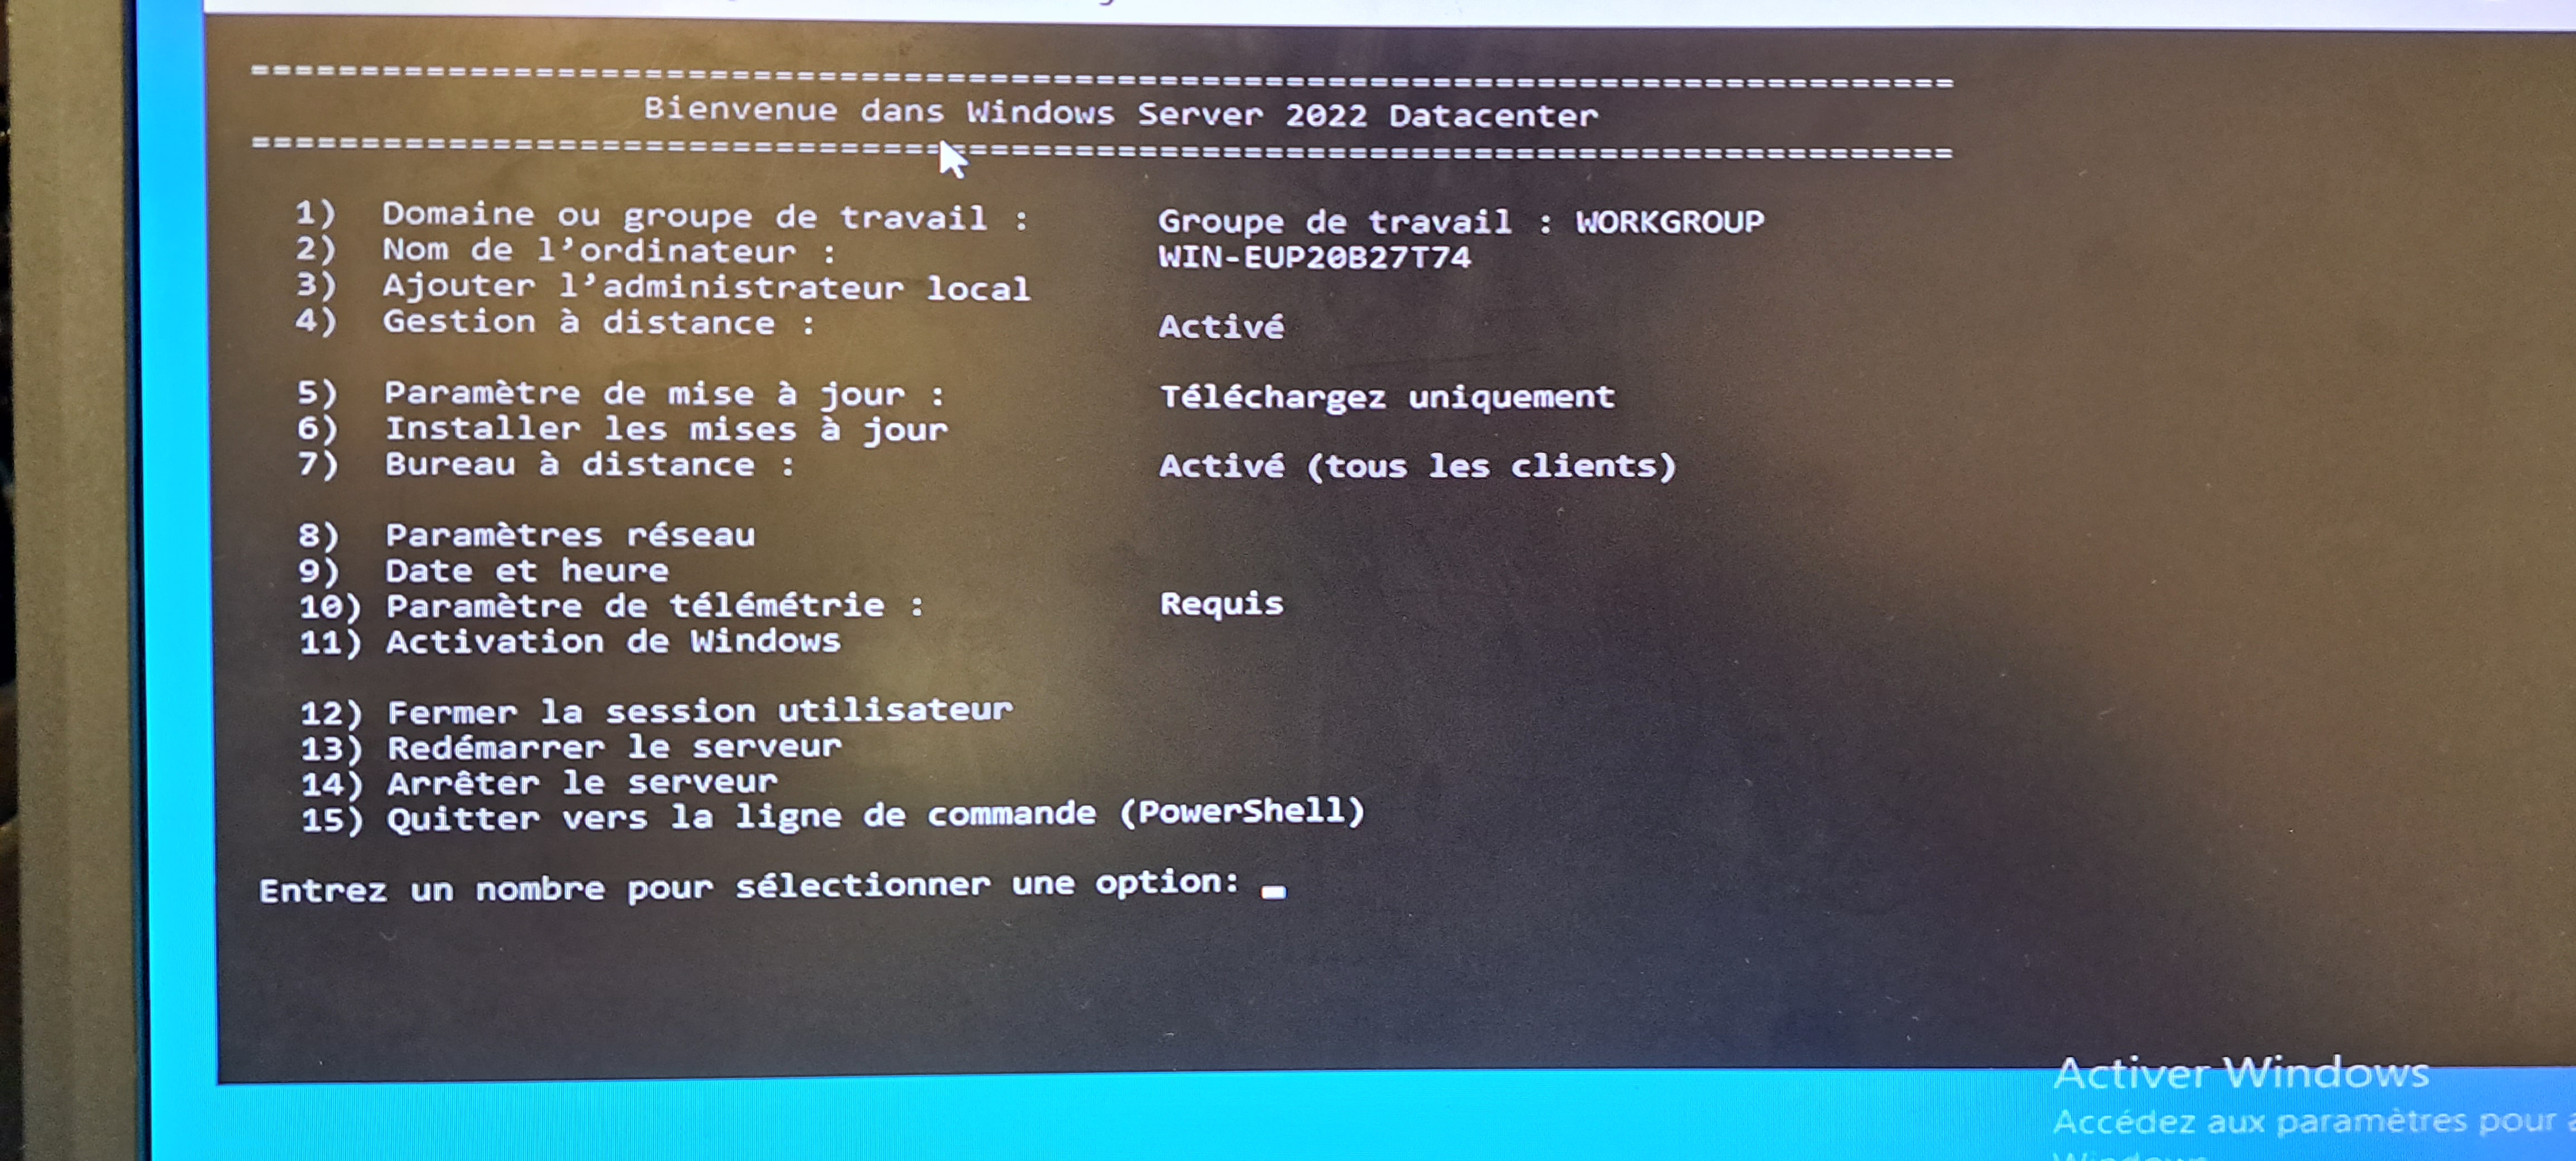 ================================================================================
Bienvenue dans Windows Server 2022 Datacenter
================================================================================
1) Domaine ou groupe de travail : Groupe de travail : WORKGROUP
2) Nom de l'ordinateur : WIN-EUP20B27T74
3) Ajouter l'administrateur local
4) Gestion à distance : Activé
5) Paramètre de mise à jour : Téléchargez uniquement
6) Installer les mises à jour
7) Bureau à distance : Activé (tous les clients)
8) Paramètres réseau
9) Date et heure
10) Paramètre de télémétrie : Requis
11) Activation de Windows
12) Fermer la session utilisateur
13) Redémarrer le serveur
14) Arrêter le serveur
15) Quitter vers la ligne de commande (PowerShell)
Entrez un nombre pour sélectionner une option:
Activer Windows
Accédez aux paramètres pour